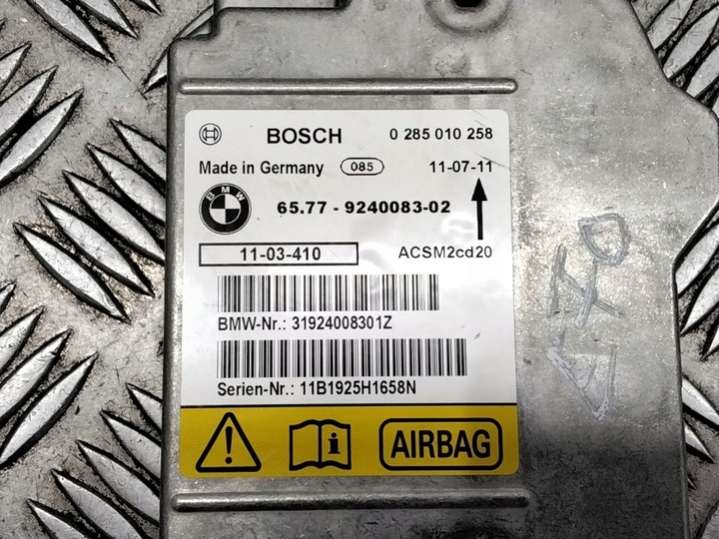 BOSCH 0 285 010 258
Made in Germany 085 11-07-11
BMW 65.77 - 9240083-02
11-03-410 ACSM2cd20
BMW-Nr.: 31924008301Z
Serien-Nr.: 11B1925H1658N
AIRBAG